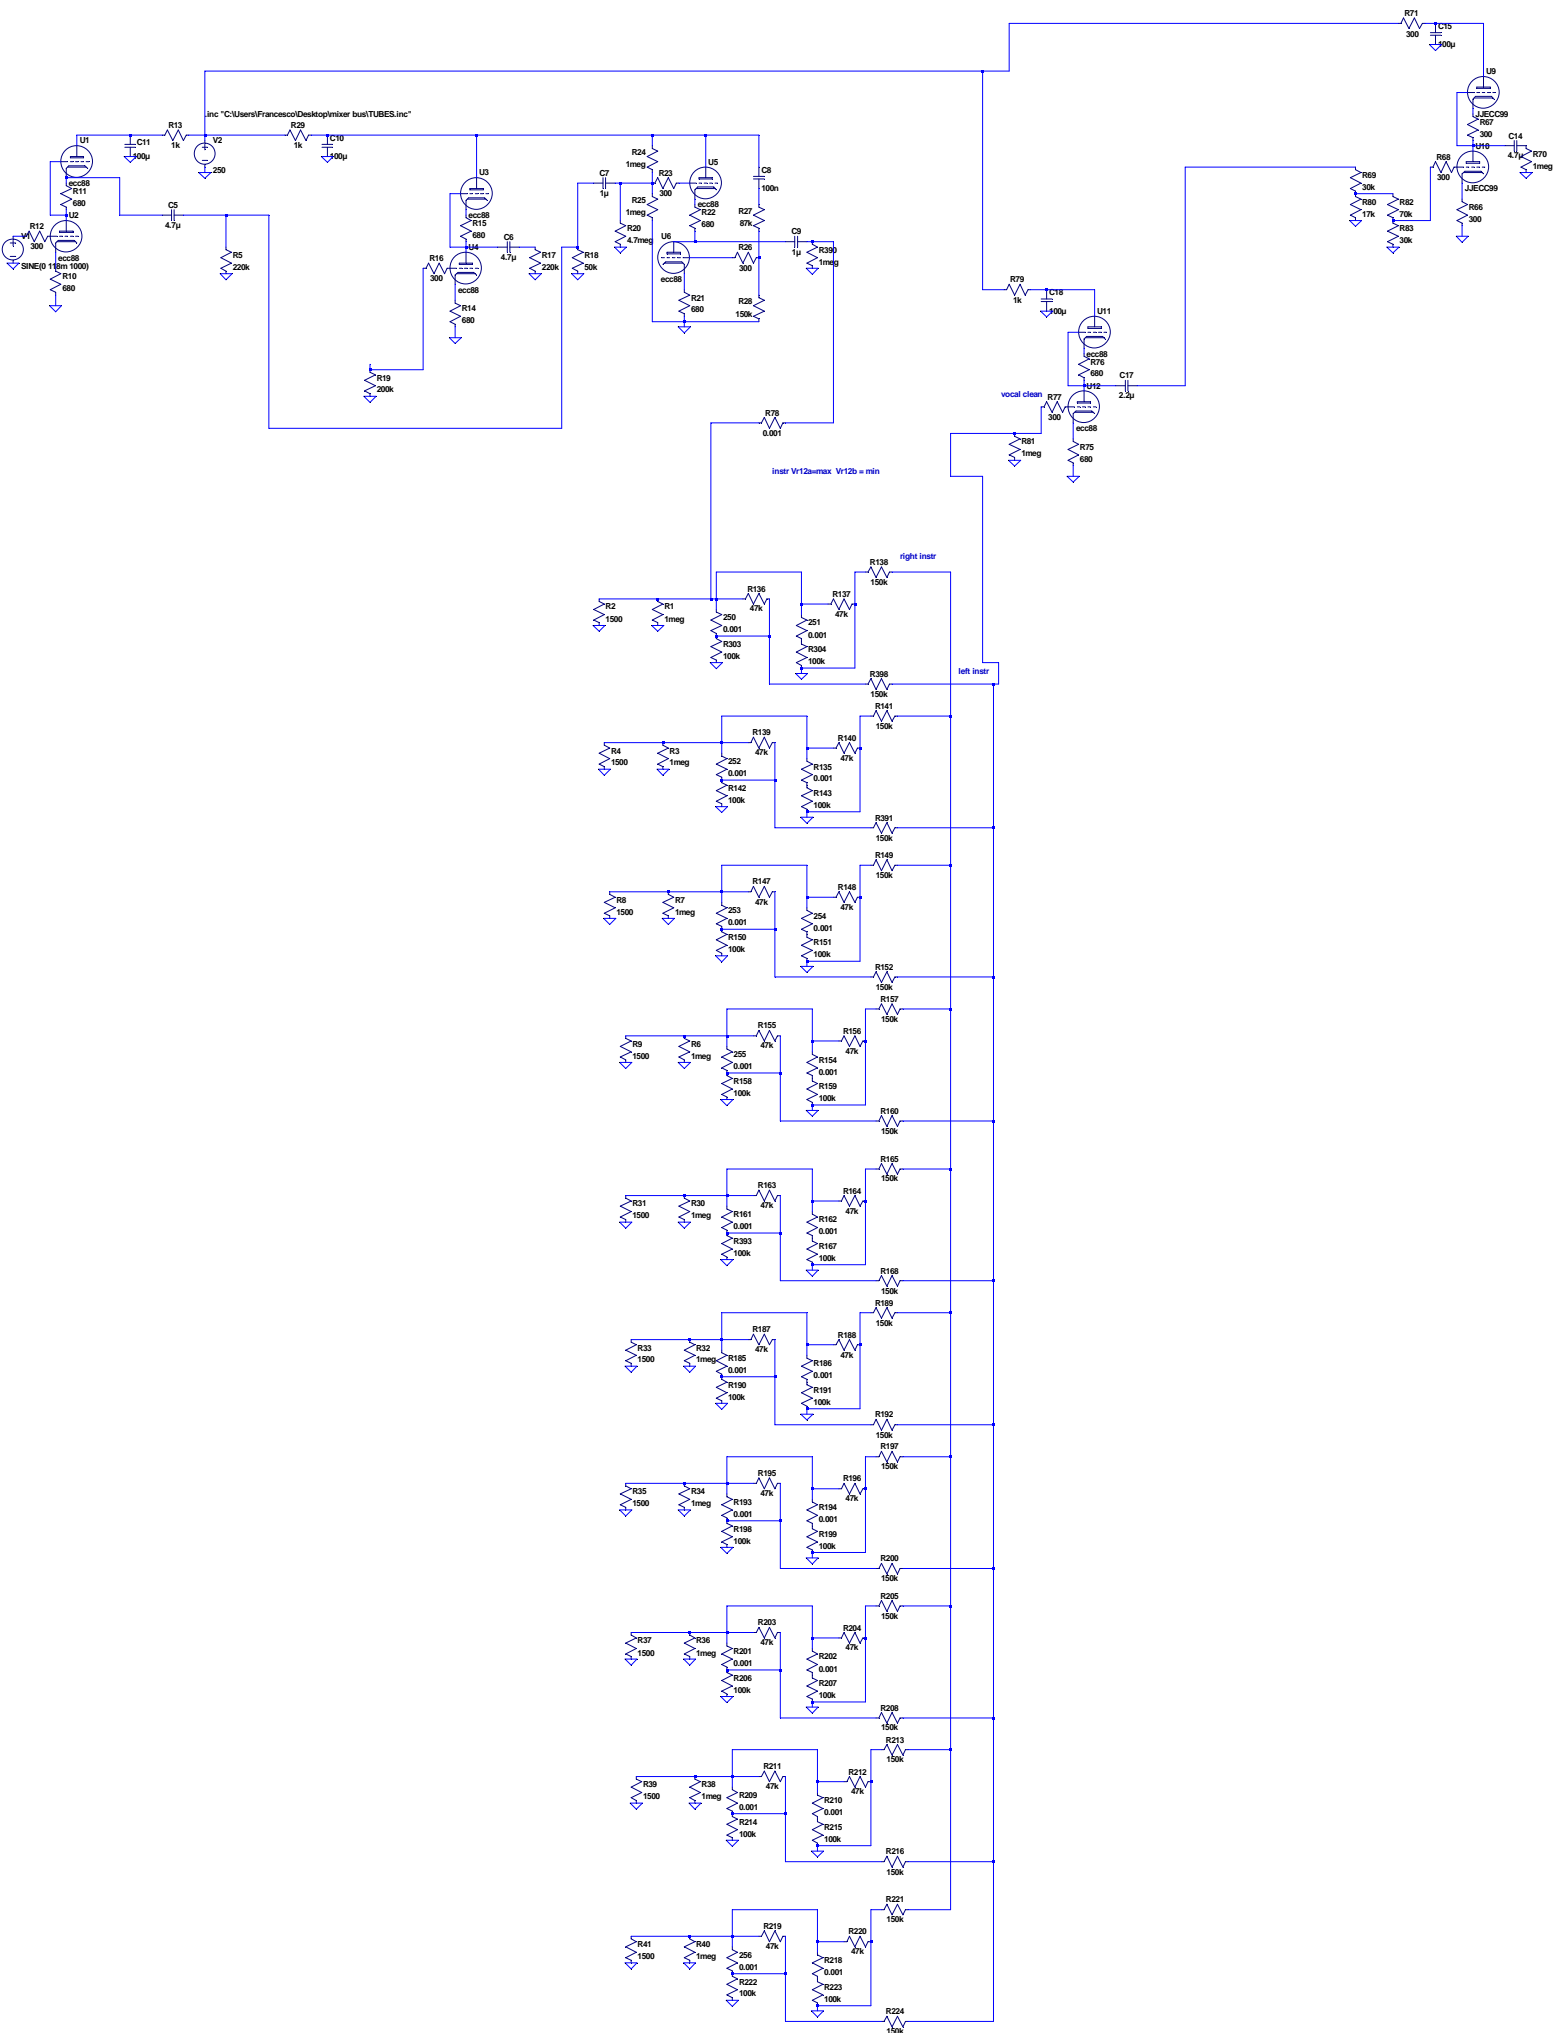 R71
300
C15
100µ
U9
JJECC99
R67
300
U10
C14
4.7µ
R70
1meg
R68
300
JJECC99
R66
300
R69
30k
R80
17k
R82
70k
R83
30k
.inc "C:\Users\Francesco\Desktop\mixer bus\TUBES.inc"
U1
C11
100µ
R13
1k
V2
250
R29
1k
C10
100µ
ecc88
R11
680
U2
R12
300
SINE(0 118m 1000)
ecc88
R10
680
C5
4.7µ
R5
220k
U3
ecc88
R15
680
U4
C6
4.7µ
R17
220k
R16
300
ecc88
R14
680
R19
200k
R18
50k
C7
1µ
R20
4.7meg
R24
1meg
R25
1meg
R23
300
U5
ecc88
R22
680
U6
ecc88
R21
680
C8
100n
R27
87k
R26
300
R28
150k
C9
1µ
R390
1meg
R78
0.001
R79
1k
C18
100µ
U11
ecc88
R76
680
U12
C17
2.2µ
vocal clean
R77
300
ecc88
R81
1meg
R75
680
instr Vr12a=max Vr12b = min
right instr
R138
150k
R136
47k
R137
47k
R2
1500
R1
1meg
250
0.001
R303
100k
251
0.001
R304
100k
left instr
R398
150k
R141
150k
R139
47k
R140
47k
R4
1500
R3
1meg
252
0.001
R142
100k
R135
0.001
R143
100k
R391
150k
R149
150k
R147
47k
R148
47k
R8
1500
R7
1meg
253
0.001
R150
100k
254
0.001
R151
100k
R152
150k
R157
150k
R155
47k
R156
47k
R9
1500
R6
1meg
255
0.001
R158
100k
R154
0.001
R159
100k
R160
150k
R165
150k
R163
47k
R164
47k
R31
1500
R30
1meg
R161
0.001
R393
100k
R162
0.001
R167
100k
R168
150k
R189
150k
R187
47k
R188
47k
R33
1500
R32
1meg
R185
0.001
R190
100k
R186
0.001
R191
100k
R192
150k
R197
150k
R195
47k
R196
47k
R35
1500
R34
1meg
R193
0.001
R198
100k
R194
0.001
R199
100k
R200
150k
R205
150k
R203
47k
R204
47k
R37
1500
R36
1meg
R201
0.001
R206
100k
R202
0.001
R207
100k
R208
150k
R213
150k
R211
47k
R212
47k
R39
1500
R38
1meg
R209
0.001
R214
100k
R210
0.001
R215
100k
R216
150k
R221
150k
R219
47k
R220
47k
R41
1500
R40
1meg
256
0.001
R222
100k
R218
0.001
R223
100k
R224
150k